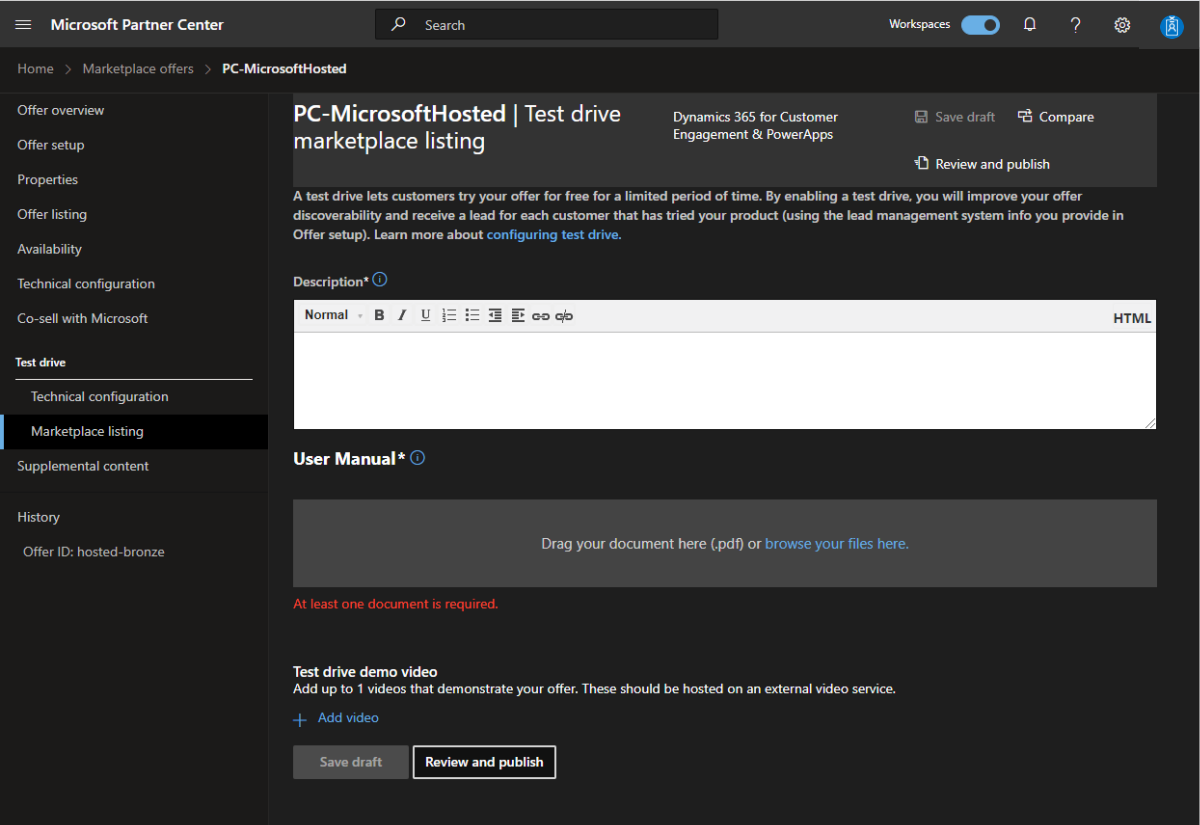 Microsoft Partner Center
Search
Workspaces
Home > Marketplace offers > PC-MicrosoftHosted
Offer overview
Offer setup
Properties
Offer listing
Availability
Technical configuration
Co-sell with Microsoft
Test drive
Technical configuration
Marketplace listing
Supplemental content
History
Offer ID: hosted-bronze
PC-MicrosoftHosted | Test drive
marketplace listing
Dynamics 365 for Customer
Engagement & PowerApps
Save draft
Compare
Review and publish
A test drive lets customers try your offer for free for a limited period of time. By enabling a test drive, you will improve your offer
discoverability and receive a lead for each customer that has tried your product (using the lead management system info you provide in
Offer setup). Learn more about configuring test drive.
Description*
Normal B I U HTML
User Manual*
Drag your document here (.pdf) or browse your files here.
At least one document is required.
Test drive demo video
Add up to 1 videos that demonstrate your offer. These should be hosted on an external video service.
+ Add video
Save draft
Review and publish